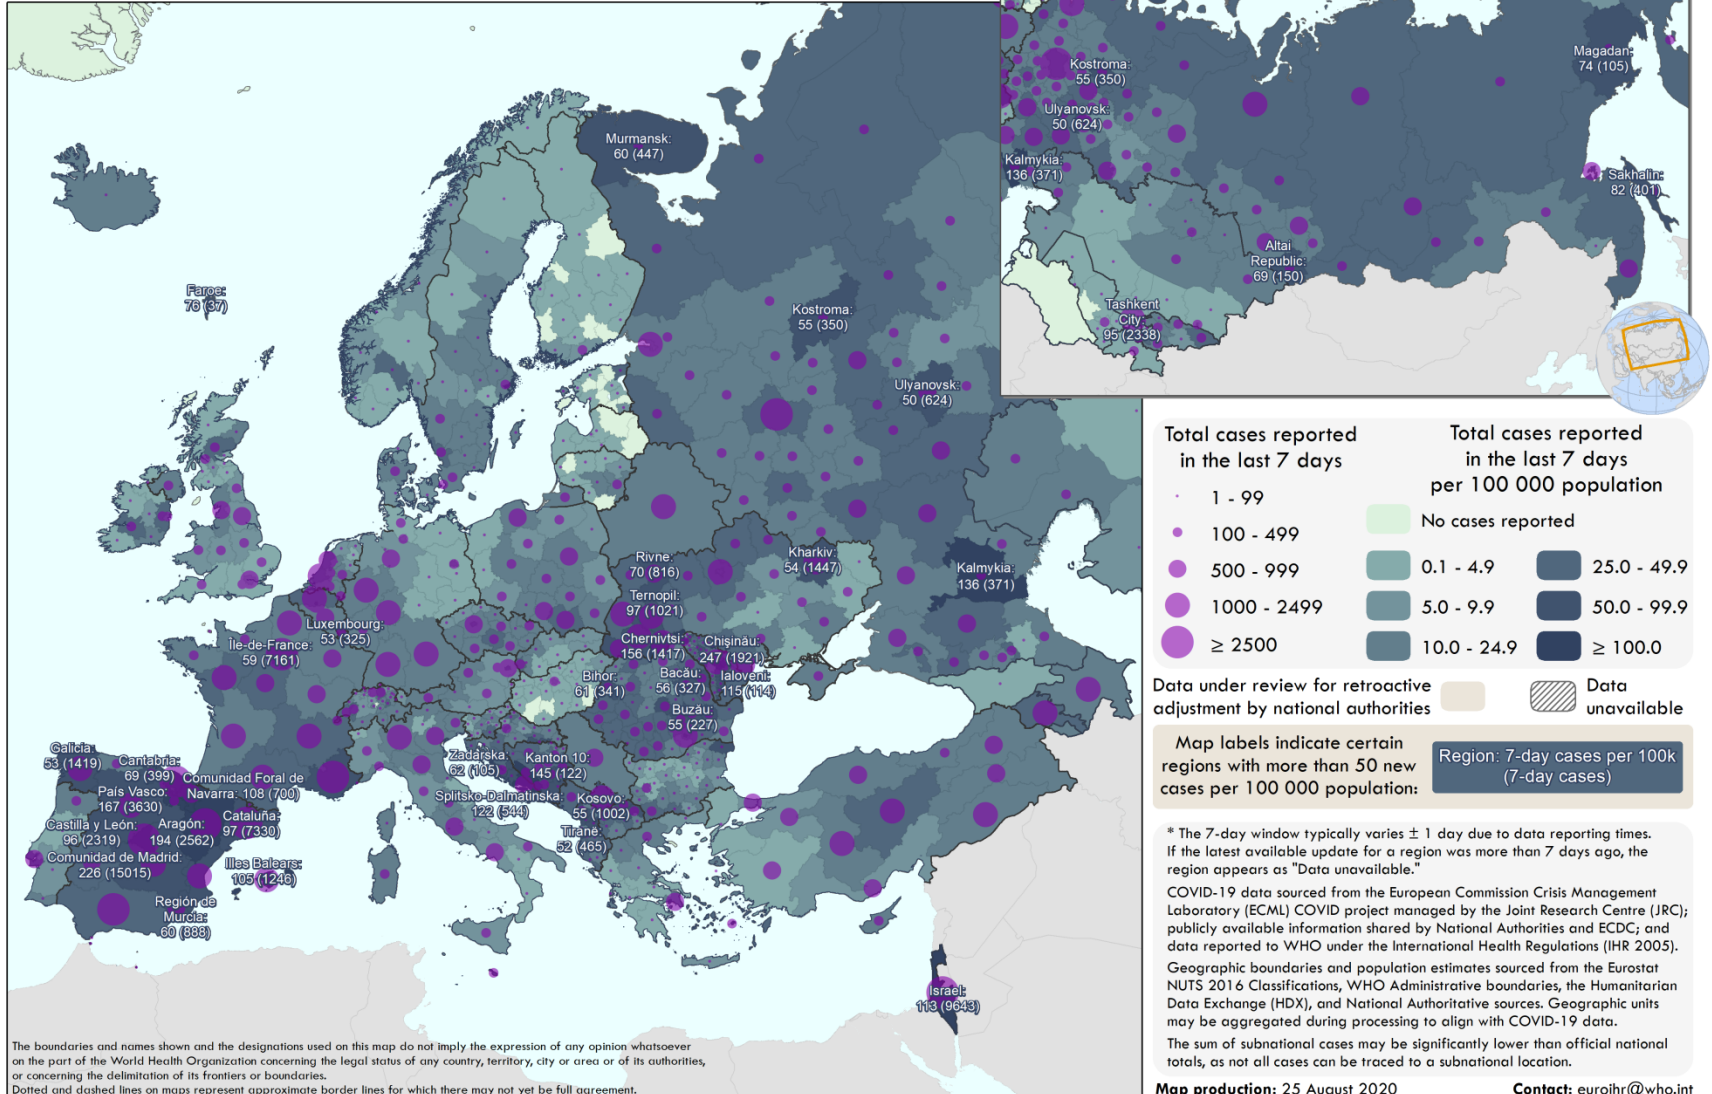 Murmansk:
60 (447)
Faroe:
76 (37)
Kostroma:
55 (350)
Ulyanovsk:
50 (624)
Rivne:
70 (816)
Kharkiv:
54 (1447)
Kalmykia:
136 (371)
Ternopil:
97 (1021)
Luxembourg:
53 (325)
Île-de-France:
59 (7161)
Chernivtsi:
156 (1417)
Chişinău:
247 (1921)
Bihor:
61 (341)
Bacău:
56 (327)
Ialoveni:
115 (114)
Buzău:
55 (227)
Galicia:
53 (1419)
Cantabria:
69 (399)
Comunidad Foral de
Navarra: 108 (700)
País Vasco:
167 (3630)
Zadarska:
62 (105)
Kanton 10:
145 (122)
Splitsko-Dalmatinska:
122 (544)
Kosovo:
55 (1002)
Castilla y León:
96 (2319)
Aragón:
194 (2562)
Cataluña:
97 (7330)
Tiranë:
52 (465)
Comunidad de Madrid:
226 (15015)
Illes Balears:
105 (1246)
Región de
Murcia:
60 (888)
Israel:
113 (9643)
Magadan:
74 (105)
Kostroma:
55 (350)
Ulyanovsk:
50 (624)
Kalmykia:
136 (371)
Sakhalin:
82 (401)
Altai
Republic:
69 (150)
Tashkent
City:
95 (2338)
Total cases reported
in the last 7 days
1 - 99
100 - 499
500 - 999
1000 - 2499
≥ 2500
Total cases reported
in the last 7 days
per 100 000 population
No cases reported
0.1 - 4.9
5.0 - 9.9
10.0 - 24.9
25.0 - 49.9
50.0 - 99.9
≥ 100.0
Data under review for retroactive
adjustment by national authorities
Data
unavailable
Map labels indicate certain
regions with more than 50 new
cases per 100 000 population:
Region: 7-day cases per 100k
(7-day cases)
* The 7-day window typically varies ± 1 day due to data reporting times.
If the latest available update for a region was more than 7 days ago, the
region appears as "Data unavailable."
COVID-19 data sourced from the European Commission Crisis Management
Laboratory (ECML) COVID project managed by the Joint Research Centre (JRC);
publicly available information shared by National Authorities and ECDC; and
data reported to WHO under the International Health Regulations (IHR 2005).
Geographic boundaries and population estimates sourced from the Eurostat
NUTS 2016 Classifications, WHO Administrative boundaries, the Humanitarian
Data Exchange (HDX), and National Authoritative sources. Geographic units
may be aggregated during processing to align with COVID-19 data.
The sum of subnational cases may be significantly lower than official national
totals, as not all cases can be traced to a subnational location.
The boundaries and names shown and the designations used on this map do not imply the expression of any opinion whatsoever
on the part of the World Health Organization concerning the legal status of any country, territory, city or area or of its authorities,
or concerning the delimitation of its frontiers or boundaries.
Dotted and dashed lines on maps represent approximate border lines for which there may not yet be full agreement.
Map production: 25 August 2020
Contact: euroihr@who.int